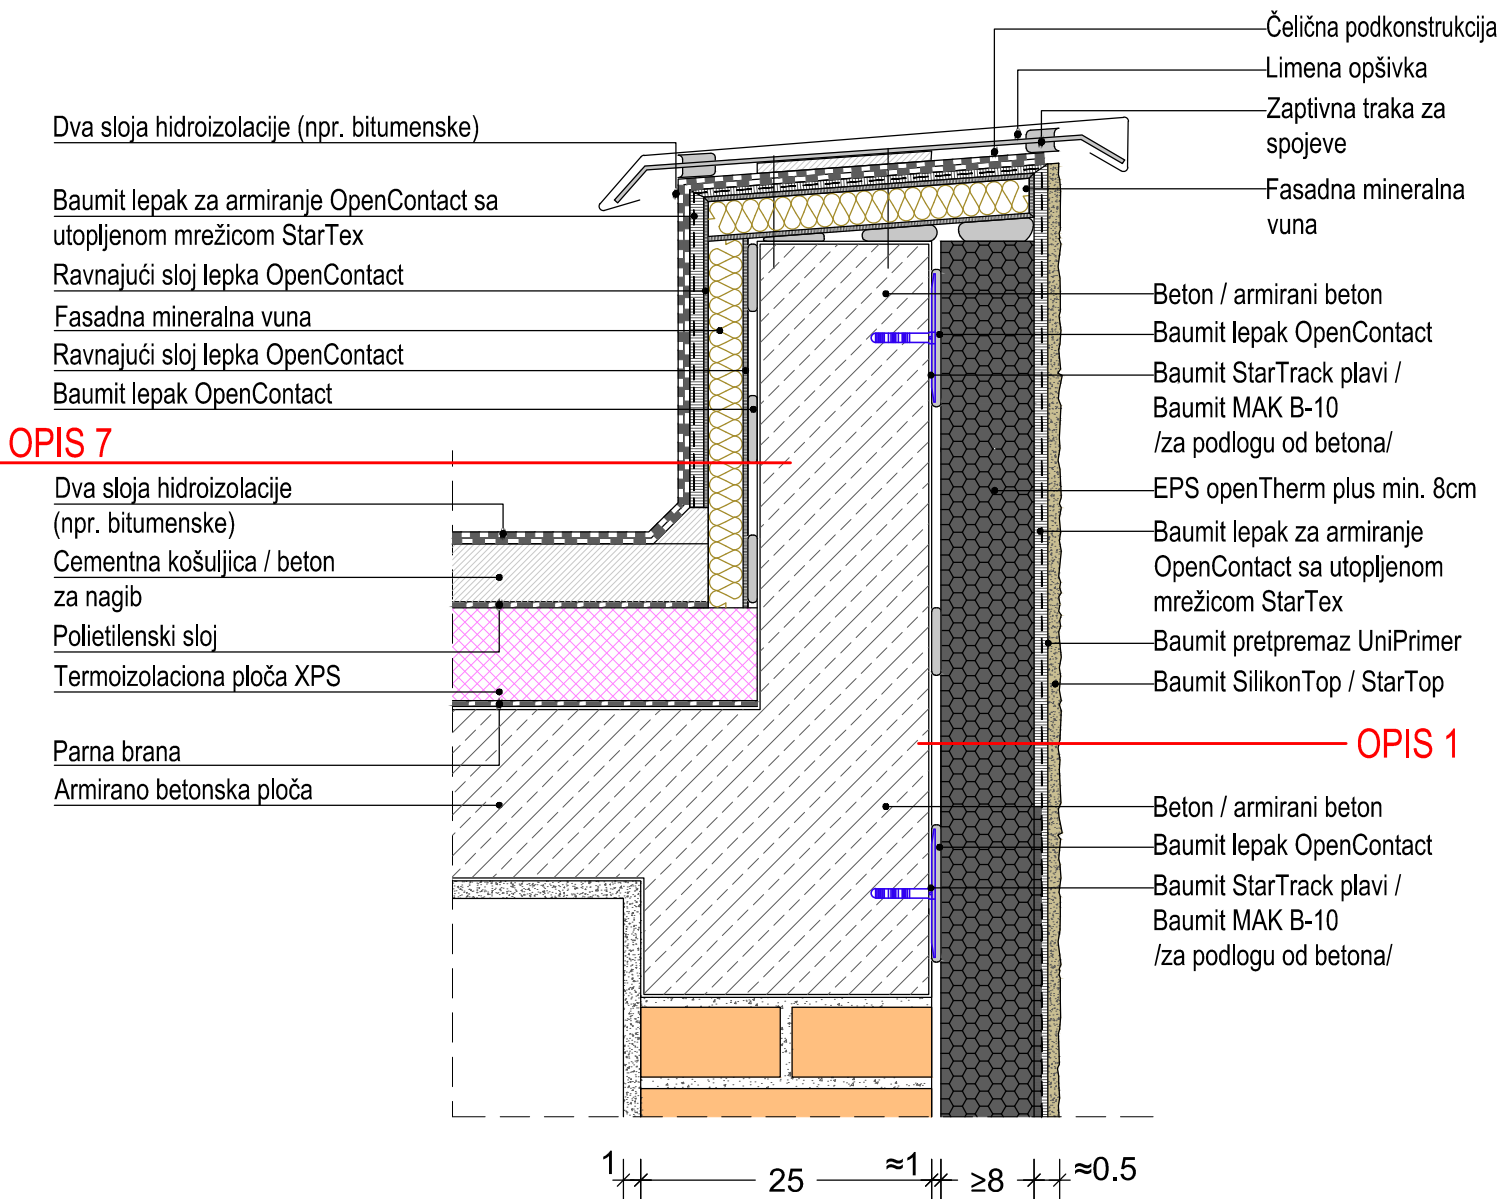 Dva sloja hidroizolacije (npr. bitumenske)
Baumit lepak za armiranje OpenContact sa
utopljenom mrežicom StarTex
Ravnajući sloj lepka OpenContact
Fasadna mineralna vuna
Ravnajući sloj lepka OpenContact
Baumit lepak OpenContact
OPIS 7
Dva sloja hidroizolacije
(npr. bitumenske)
Cementna košuljica / beton
za nagib
Polietilenski sloj
Termoizolaciona ploča XPS
Parna brana
Armirano betonska ploča
Čelična podkonstrukcija
Limena opšivka
Zaptivna traka za
spojeve
Fasadna mineralna
vuna
Beton / armirani beton
Baumit lepak OpenContact
Baumit StarTrack plavi /
Baumit MAK B-10
/za podlogu od betona/
EPS openTherm plus min. 8cm
Baumit lepak za armiranje
OpenContact sa utopljenom
mrežicom StarTex
Baumit pretpremaz UniPrimer
Baumit SilikonTop / StarTop
OPIS 1
Beton / armirani beton
Baumit lepak OpenContact
Baumit StarTrack plavi /
Baumit MAK B-10
/za podlogu od betona/
1 25 ≈1 ≥8 ≈0.5